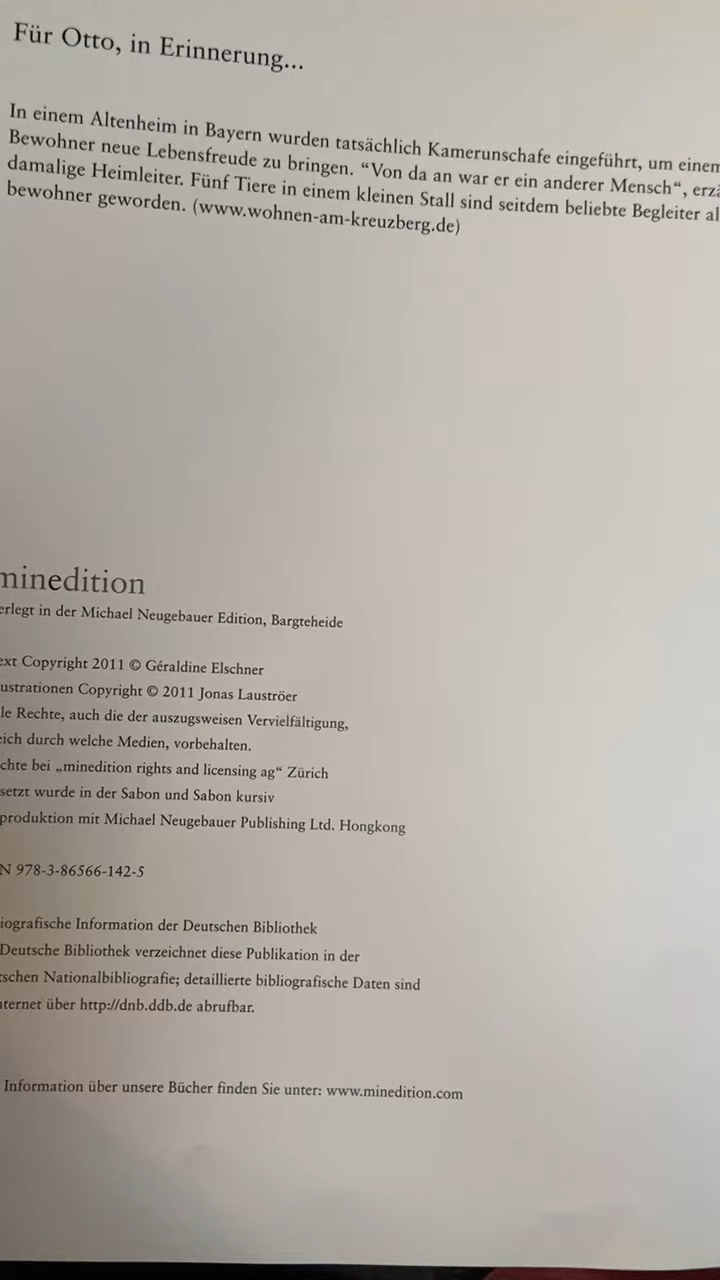 Für Otto, in Erinnerung...
In einem Altenheim in Bayern wurden tatsächlich Kamerunschafe eingeführt, um einem
Bewohner neue Lebensfreude zu bringen. “Von da an war er ein anderer Mensch“, erzä
damalige Heimleiter. Fünf Tiere in einem kleinen Stall sind seitdem beliebte Begleiter al
bewohner geworden. (www.wohnen-am-kreuzberg.de)
minedition
erlegt in der Michael Neugebauer Edition, Bargteheide
ext Copyright 2011 © Géraldine Elschner
ustrationen Copyright © 2011 Jonas Lauströer
le Rechte, auch die der auszugsweisen Vervielfältigung,
eich durch welche Medien, vorbehalten.
chte bei „minedition rights and licensing ag“ Zürich
setzt wurde in der Sabon und Sabon kursiv
produktion mit Michael Neugebauer Publishing Ltd. Hongkong
N 978-3-86566-142-5
iografische Information der Deutschen Bibliothek
Deutsche Bibliothek verzeichnet diese Publikation in der
tschen Nationalbibliografie; detaillierte bibliografische Daten sind
nternet über http://dnb.ddb.de abrufbar.
Information über unsere Bücher finden Sie unter: www.minedition.com